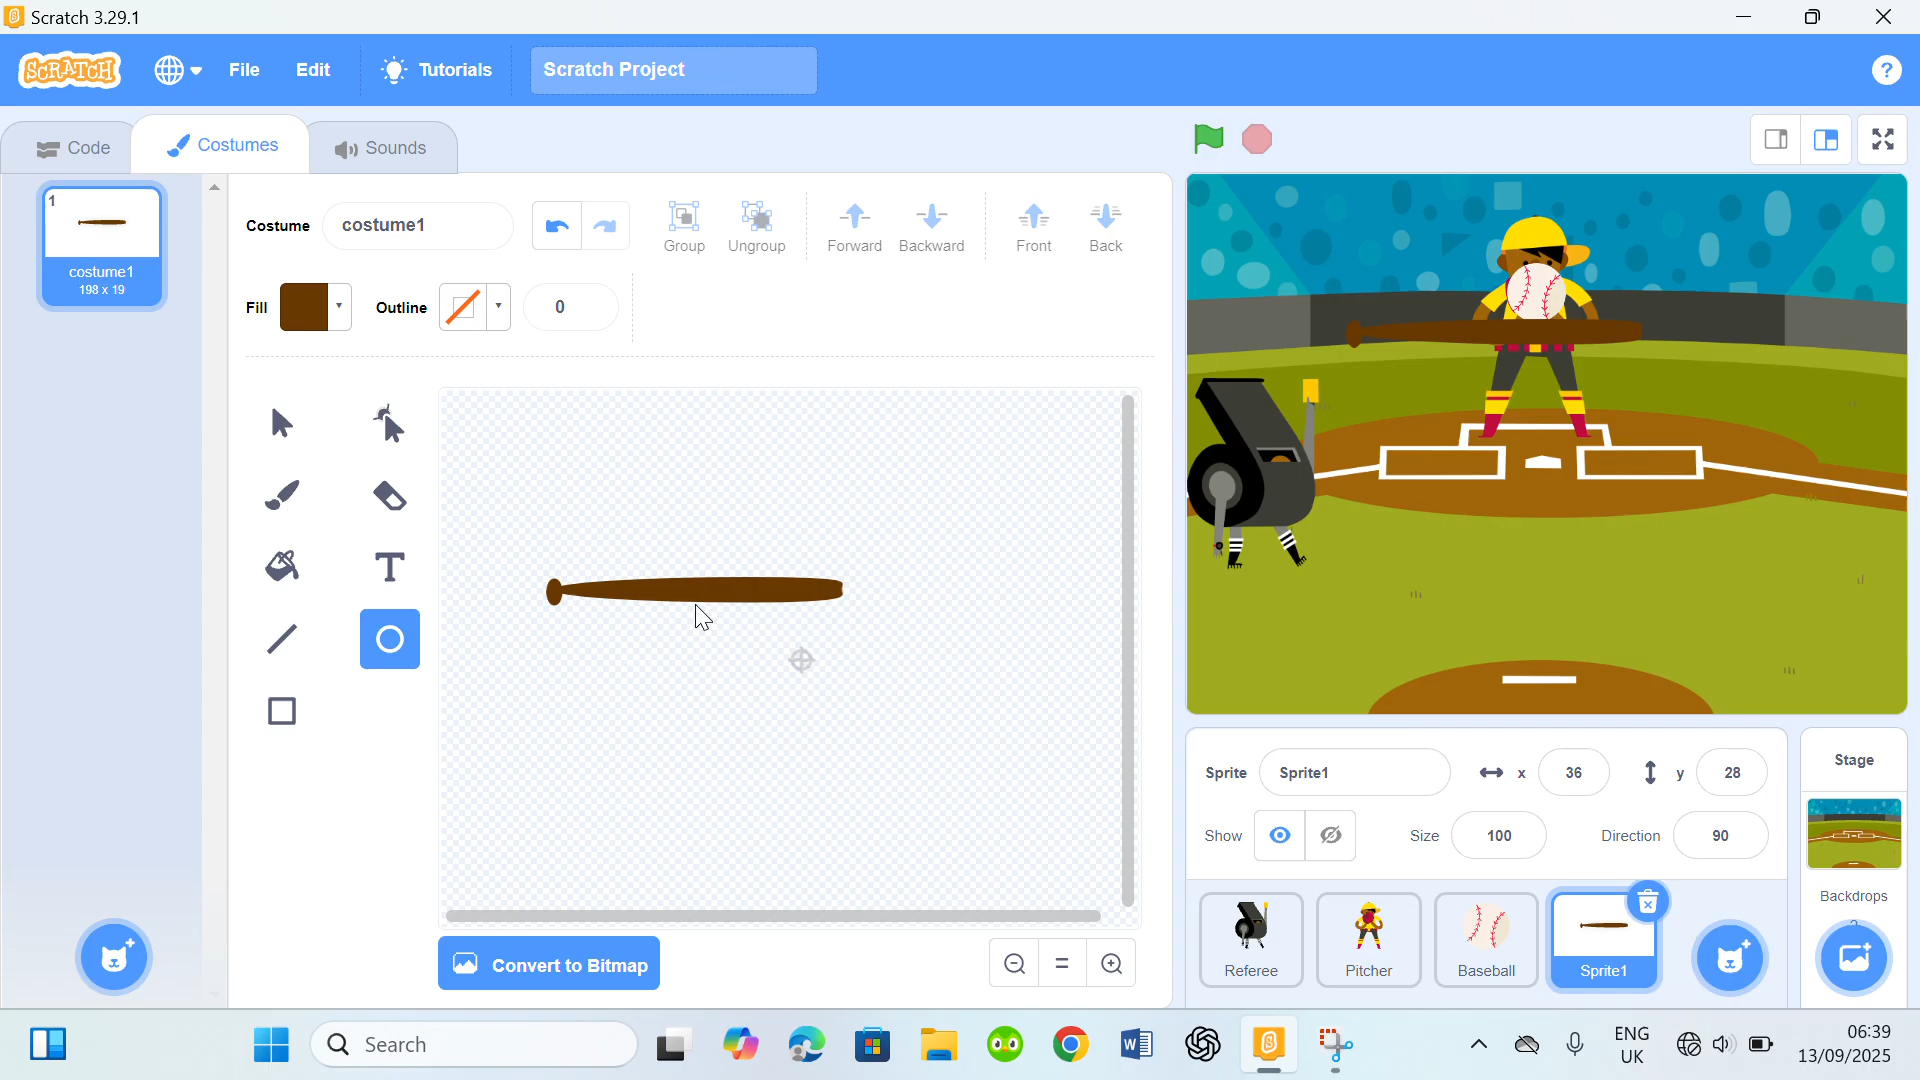 Scratch 3.29.1
SCRATCH File Edit Tutorials Scratch Project ?
Code Costumes Sounds
1
costume1
198 x 19
Costume costume1
Group Ungroup Forward Backward Front Back
Fill Outline 0
T
Convert to Bitmap
=
Sprite Sprite1 x 36 y 28
Show Size 100 Direction 90
Referee Pitcher Baseball Sprite1
Stage
Backdrops
Search
W
ENG
UK
06:39
13/09/2025